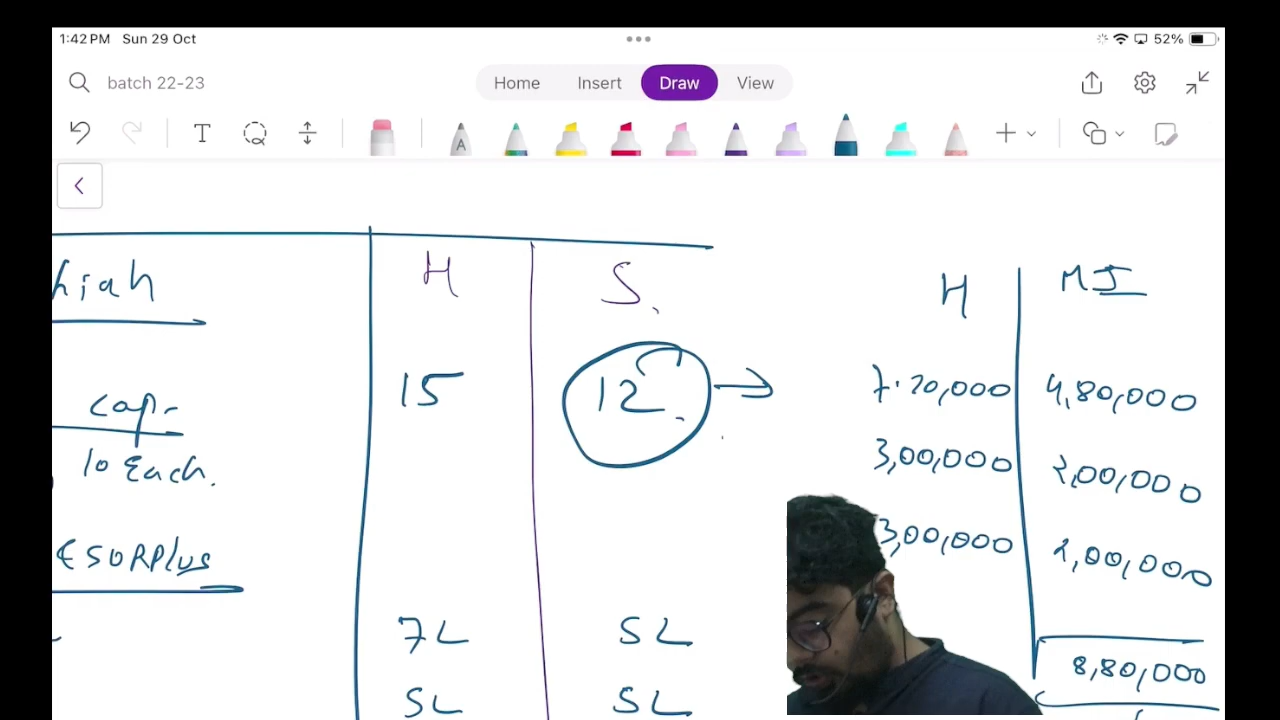 1:42 PM Sun 29 Oct 52%
batch 22-23 Home Insert Draw View
T A
H S. H MI
15 12 7.20,000 4,80,000
cap-
10 Each. 3,00,000 2,00,000
& SURPlus 3,00,000 2,00,000
7L 5L
8,80,000
5L 5L